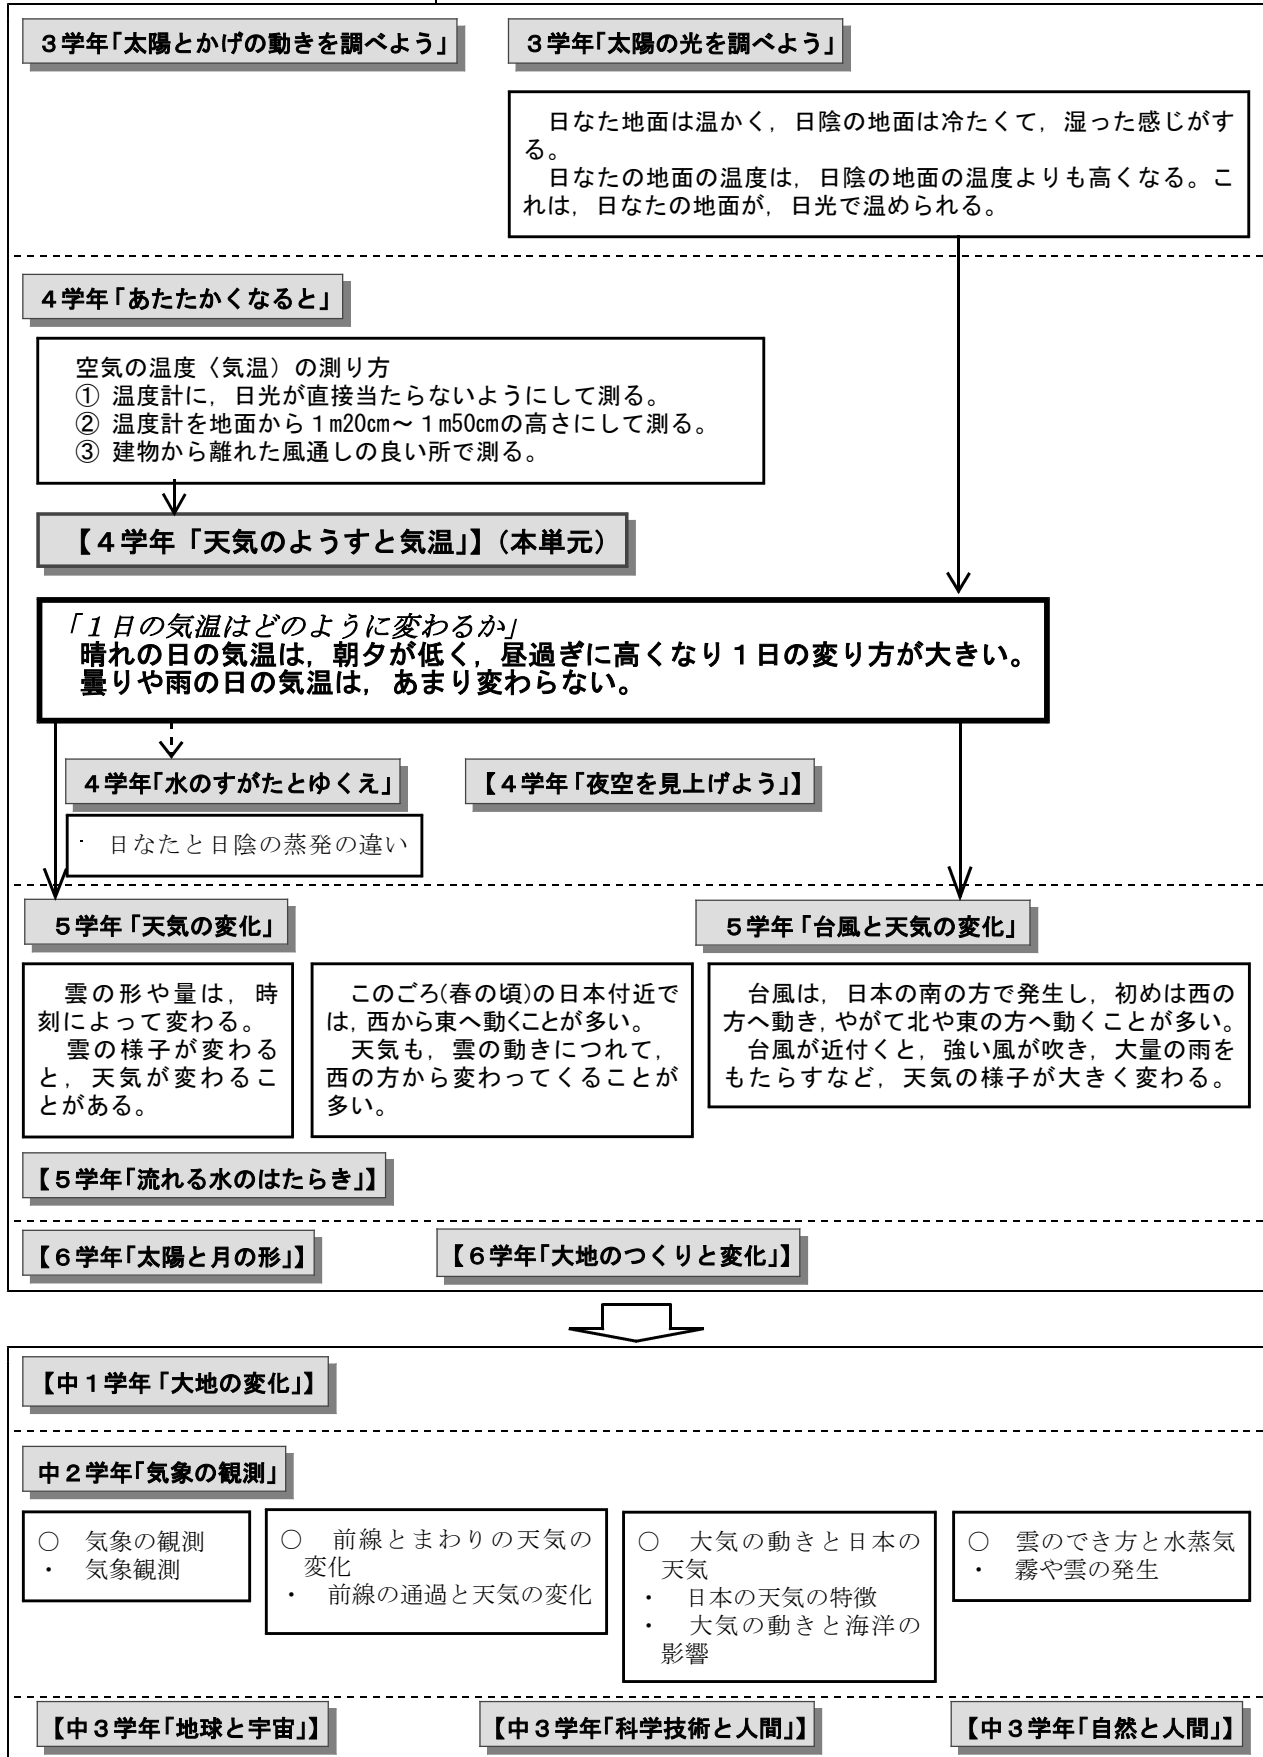 ３学年「太陽とかげの動きを調べよう」
３学年「太陽の光を調べよう」
日なた地面は温かく，日陰の地面は冷たくて，湿った感じがす
る。
日なたの地面の温度は，日陰の地面の温度よりも高くなる。こ
れは，日なたの地面が，日光で温められる。
４学年「あたたかくなると」
空気の温度〈気温）の測り方
① 温度計に，日光が直接当たらないようにして測る。
② 温度計を地面から１m20cm～１m50cmの高さにして測る。
③ 建物から離れた風通しの良い所で測る。
【４学年「天気のようすと気温」】（本単元）
「１日の気温はどのように変わるか」
晴れの日の気温は，朝夕が低く，昼過ぎに高くなり１日の変り方が大きい。
曇りや雨の日の気温は，あまり変わらない。
４学年「水のすがたとゆくえ」
【４学年「夜空を見上げよう」】
・ 日なたと日陰の蒸発の違い
５学年「天気の変化」
５学年「台風と天気の変化」
雲の形や量は，時
刻によって変わる。
雲の様子が変わる
と，天気が変わるこ
とがある。
このごろ(春の頃)の日本付近で
は，西から東へ動くことが多い。
天気も，雲の動きにつれて，
西の方から変わってくることが
多い。
台風は，日本の南の方で発生し，初めは西の
方へ動き，やがて北や東の方へ動くことが多い。
台風が近付くと，強い風が吹き，大量の雨を
もたらすなど，天気の様子が大きく変わる。
【５学年「流れる水のはたらき」】
【６学年「太陽と月の形」】
【６学年「大地のつくりと変化」】
【中１学年「大地の変化」】
中２学年「気象の観測」
○　気象の観測
・　気象観測
○　前線とまわりの天気の
変化
・　前線の通過と天気の変化
○　大気の動きと日本の
天気
・　日本の天気の特徴
・　大気の動きと海洋の
影響
○　雲のでき方と水蒸気
・　霧や雲の発生
【中３学年「地球と宇宙」】
【中３学年「科学技術と人間」】
【中３学年「自然と人間」】